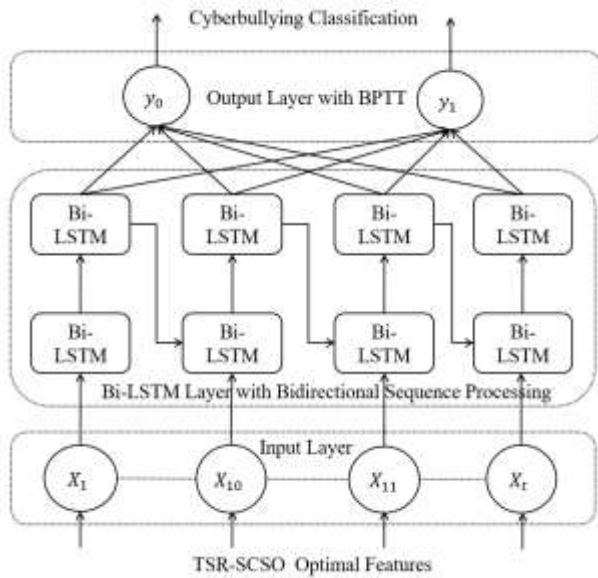 Cyberbullying Classification
y₀
Output Layer with BPTT
y₁
Bi-
LSTM
Bi-
LSTM
Bi-
LSTM
Bi-
LSTM
Bi-
LSTM
Bi-
LSTM
Bi-
LSTM
Bi-
LSTM
Bi-LSTM Layer with Bidirectional Sequence Processing
Input Layer
X₁
X₁₀
X₁₁
Xₜ
TSR-SCSO Optimal Features